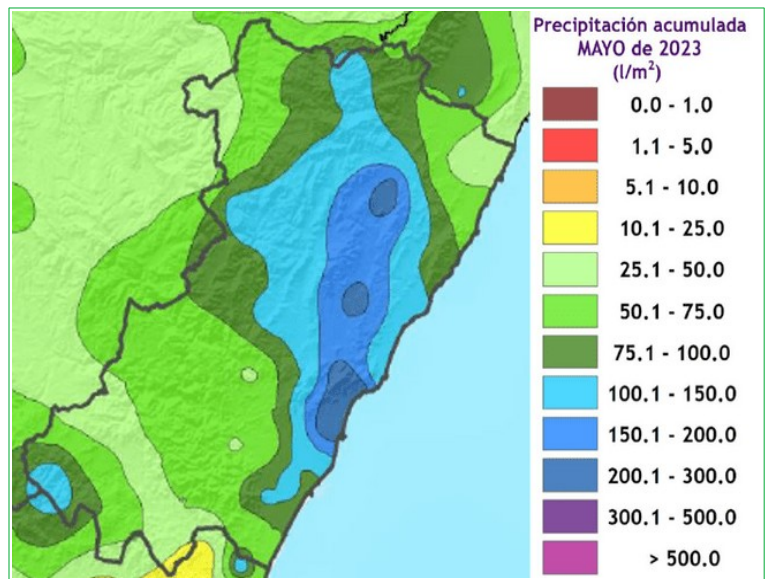 Precipitación acumulada
MAYO de 2023
(l/m²)
0.0 - 1.0
1.1 - 5.0
5.1 - 10.0
10.1 - 25.0
25.1 - 50.0
50.1 - 75.0
75.1 - 100.0
100.1 - 150.0
150.1 - 200.0
200.1 - 300.0
300.1 - 500.0
> 500.0